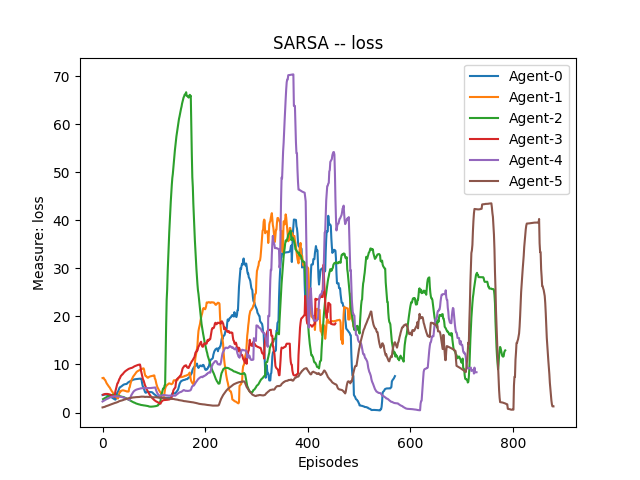 SARSA -- loss
Measure: loss
70
60
50
40
30
20
10
0
0 200 400 600 800
Episodes
Agent-0
Agent-1
Agent-2
Agent-3
Agent-4
Agent-5